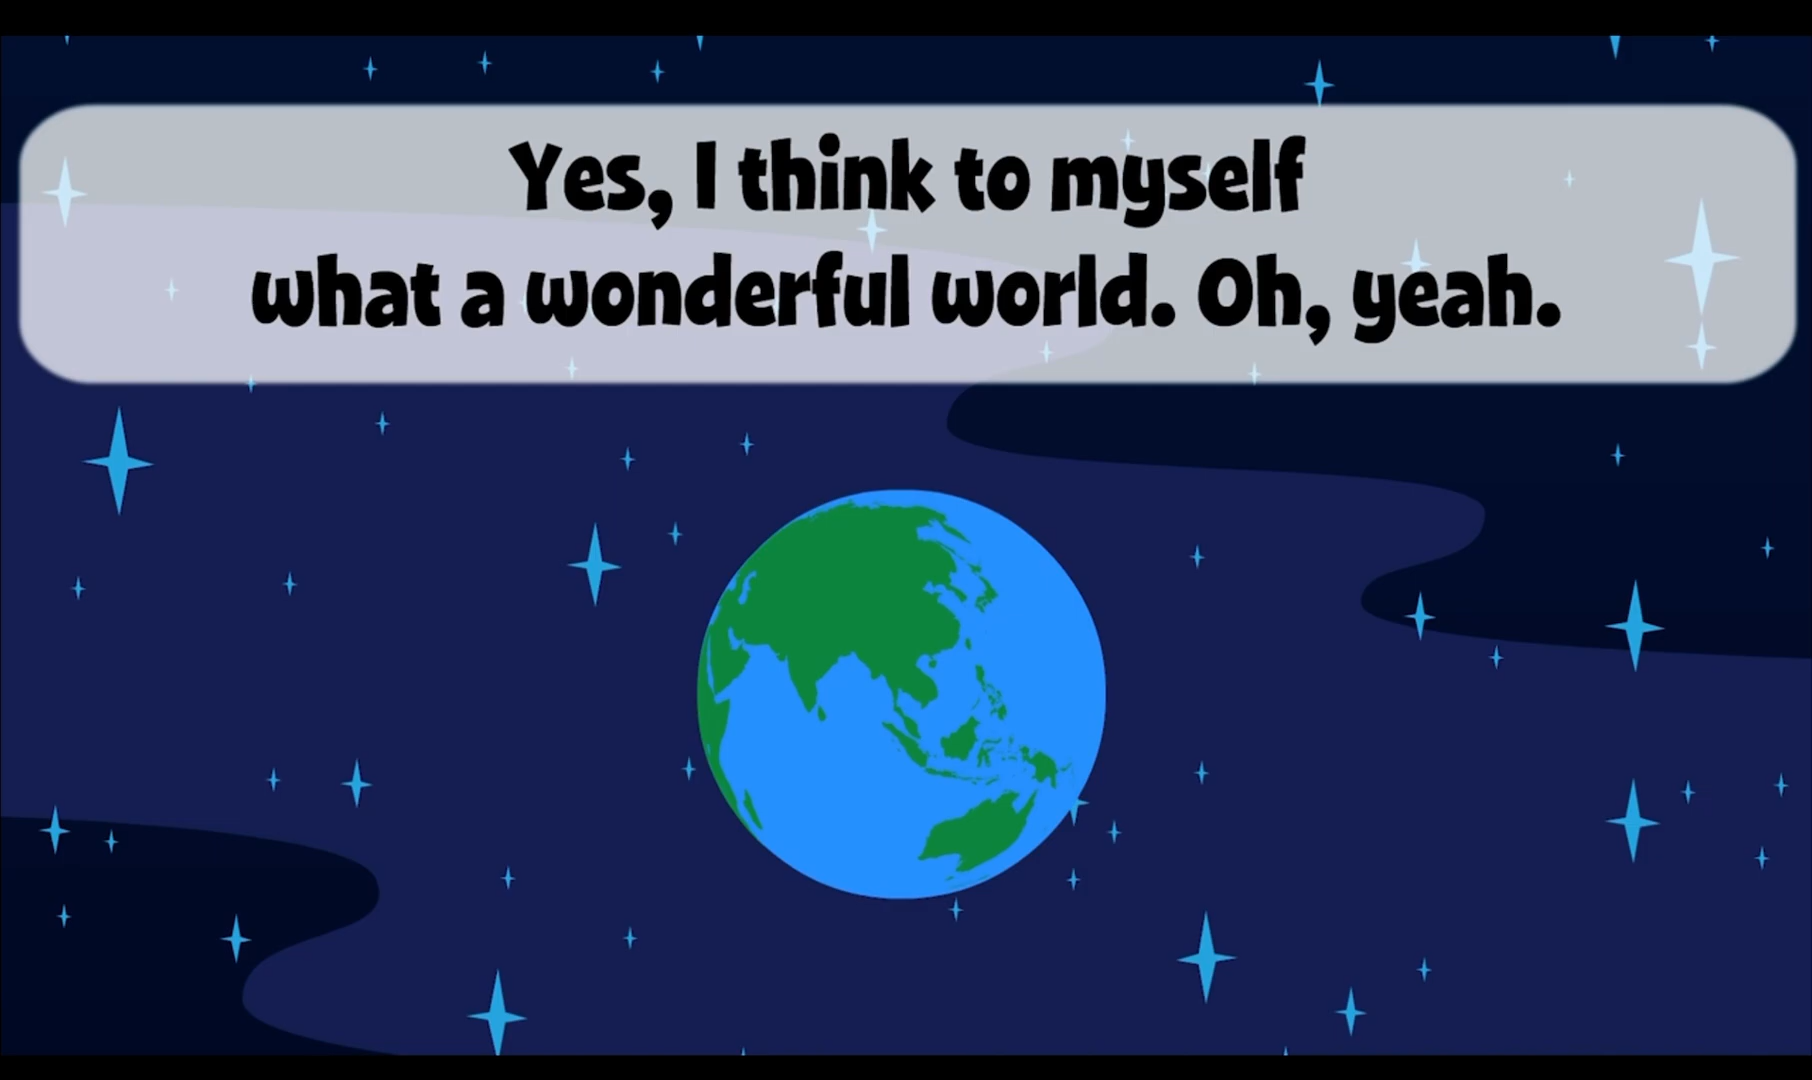 Yes, I think to myself
what a wonderful world. Oh, yeah.